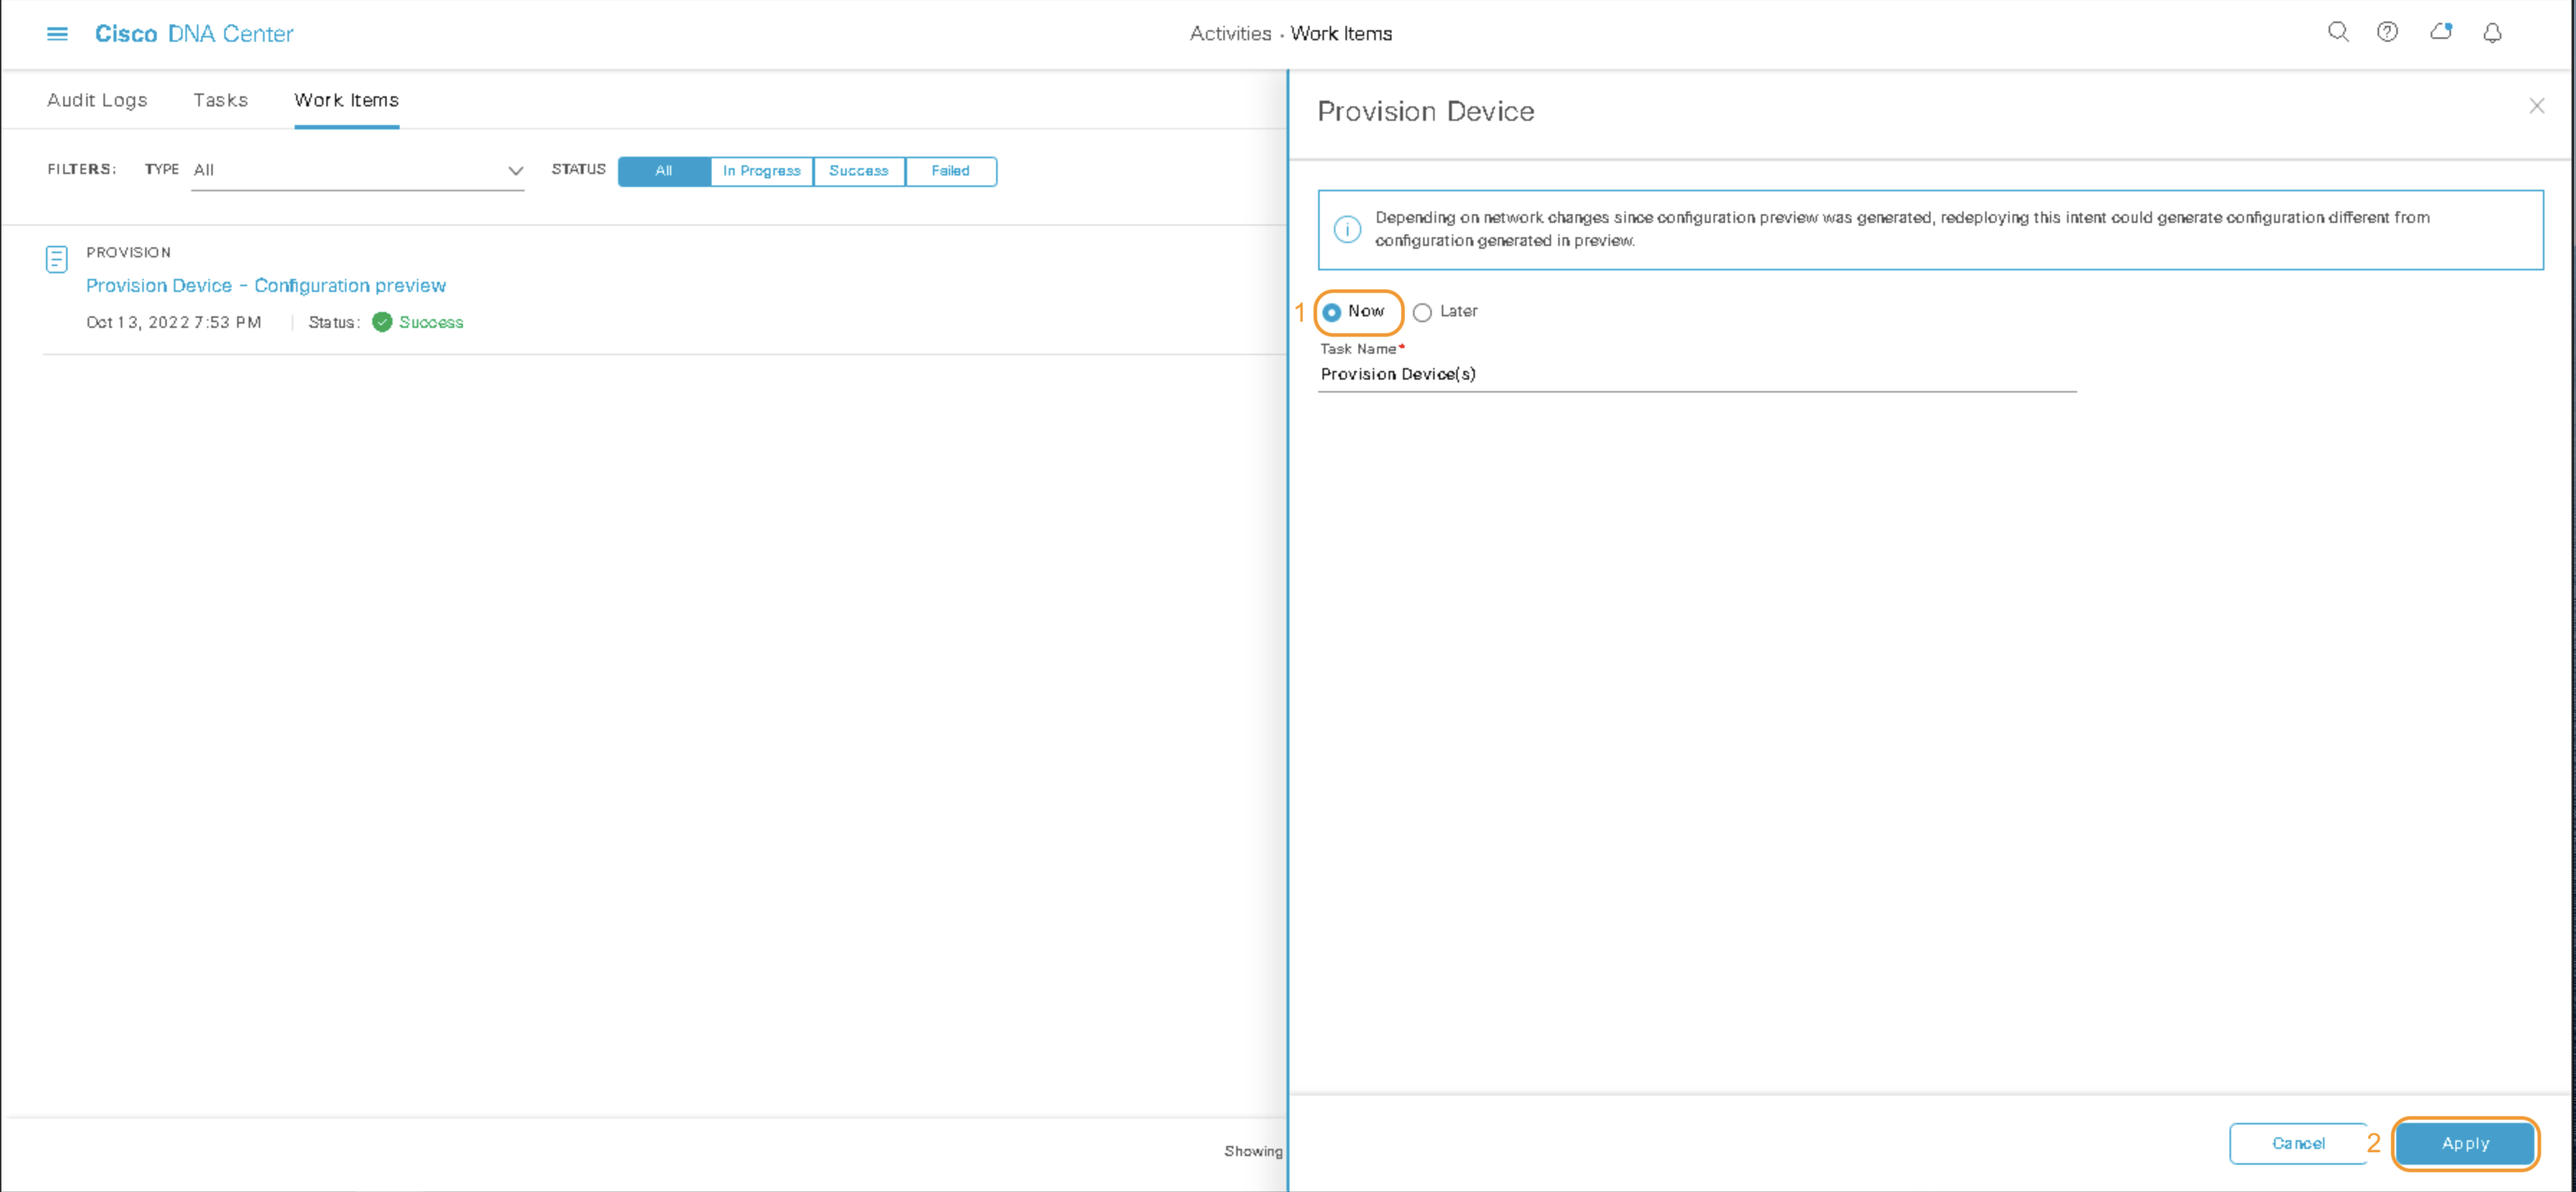 Cisco DNA Center
Activities · Work Items
Audit Logs
Tasks
Work Items
FILTERS:
TYPE
All
STATUS
All
In Progress
Success
Failed
PROVISION
Provision Device - Configuration preview
Oct 13, 2022 7:53 PM
Status:
Success
Showing
Provision Device
Depending on network changes since configuration preview was generated, redeploying this intent could generate configuration different from
configuration generated in preview.
1
Now
Later
Task Name*
Provision Device(s)
Cancel
2
Apply